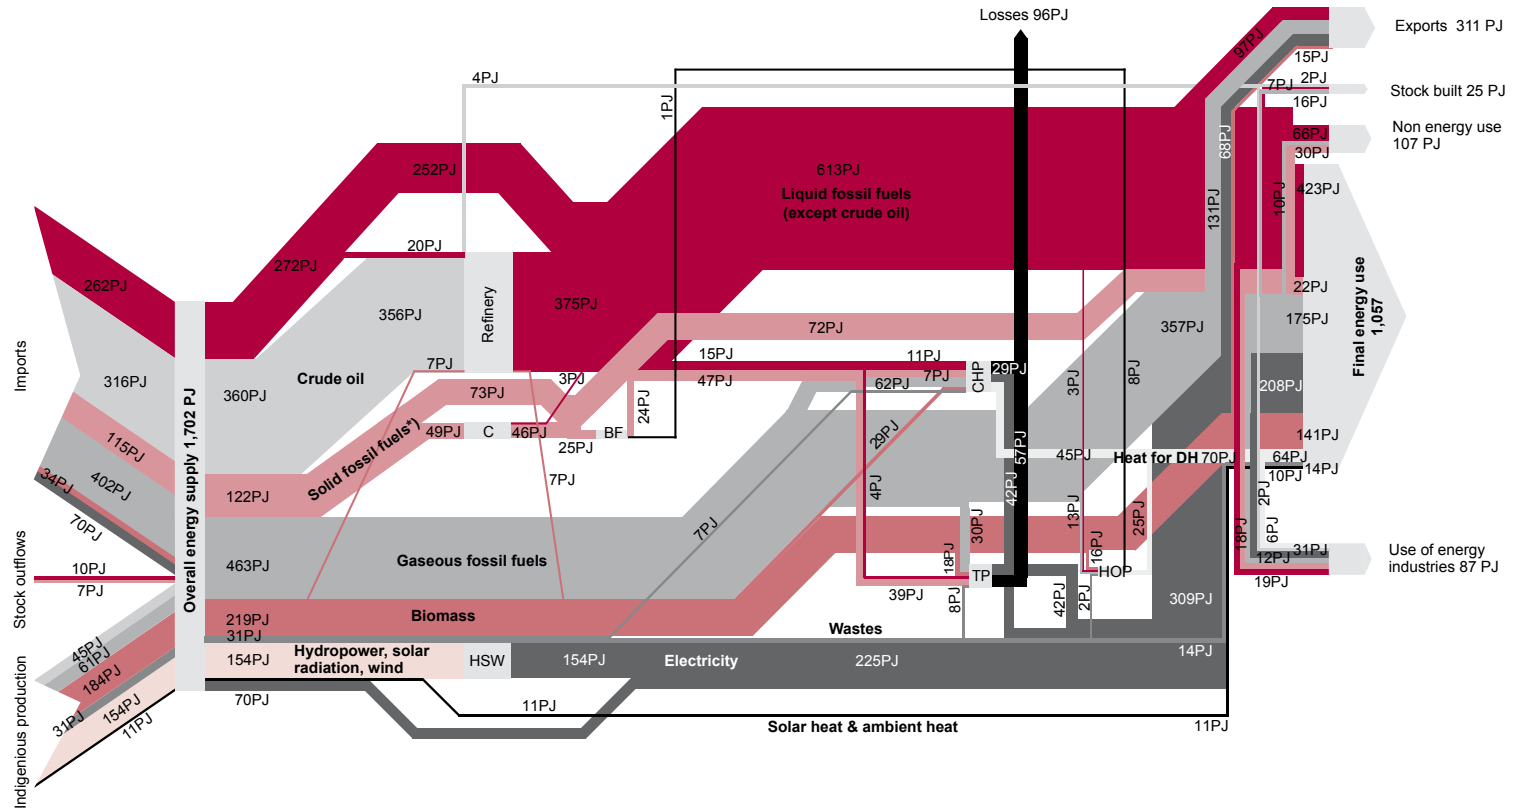 Losses 96PJ
Exports 311 PJ
97PJ
15PJ
4PJ
7PJ
2PJ
Stock built 25 PJ
16PJ
1PJ
Non energy use
107 PJ
66PJ
30PJ
68PJ
131PJ
10PJ
252PJ
613PJ
Liquid fossil fuels
(except crude oil)
423PJ
20PJ
272PJ
262PJ
22PJ
Final energy use
1,057
Imports
356PJ
Refinery
375PJ
175PJ
72PJ
357PJ
316PJ
Crude oil
360PJ
7PJ
3PJ
15PJ
11PJ
47PJ
7PJ
62PJ
CHP
29PJ
3PJ
8PJ
73PJ
24PJ
208PJ
115PJ
49PJ
C
46PJ
BF
25PJ
29PJ
57PJ
141PJ
Solid fossil fuels*)
45PJ
Heat for DH
70PJ
64PJ
14PJ
10PJ
34PJ
402PJ
122PJ
7PJ
4PJ
42PJ
2PJ
70PJ
7PJ
30PJ
13PJ
25PJ
18PJ
6PJ
Overall energy supply 1,702 PJ
Gaseous fossil fuels
463PJ
18PJ
16PJ
31PJ
12PJ
Use of energy
industries 87 PJ
Stock outflows
10PJ
7PJ
TP
HOP
19PJ
39PJ
8PJ
42PJ
2PJ
309PJ
219PJ
Biomass
31PJ
Wastes
45PJ
61PJ
184PJ
154PJ
Hydropower, solar
radiation, wind
HSW
154PJ
Electricity
225PJ
14PJ
Indigenious production
31PJ
154PJ
11PJ
70PJ
11PJ
Solar heat & ambient heat
11PJ